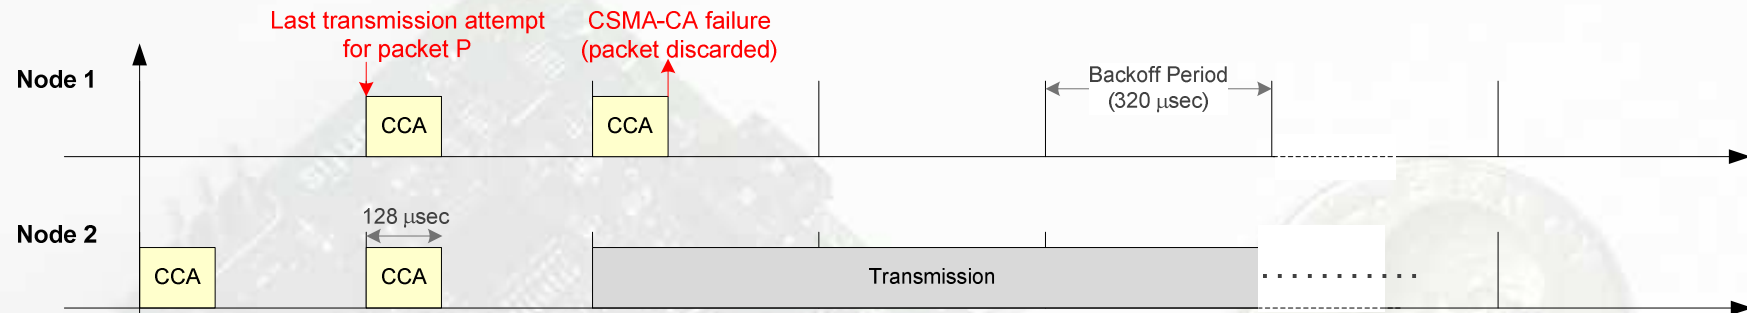 Last transmission attempt
for packet P
CSMA-CA failure
(packet discarded)
Node 1
CCA
CCA
Backoff Period
(320 μsec)
Node 2
128 μsec
CCA
CCA
Transmission